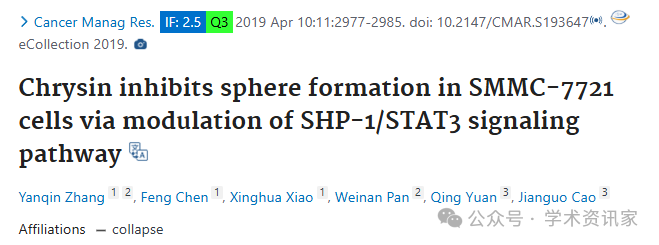 Cancer Manag Res. IF: 2.5 Q3 2019 Apr 10:11:2977-2985. doi: 10.2147/CMAR.S193647.
eCollection 2019.
Chrysin inhibits sphere formation in SMMC-7721
cells via modulation of SHP-1/STAT3 signaling
pathway
Yanqin Zhang 1 2, Feng Chen 1, Xinghua Xiao 1, Weinan Pan 2, Qing Yuan 3, Jianguo Cao 3
Affiliations — collapse
公众号 · 学术资讯家